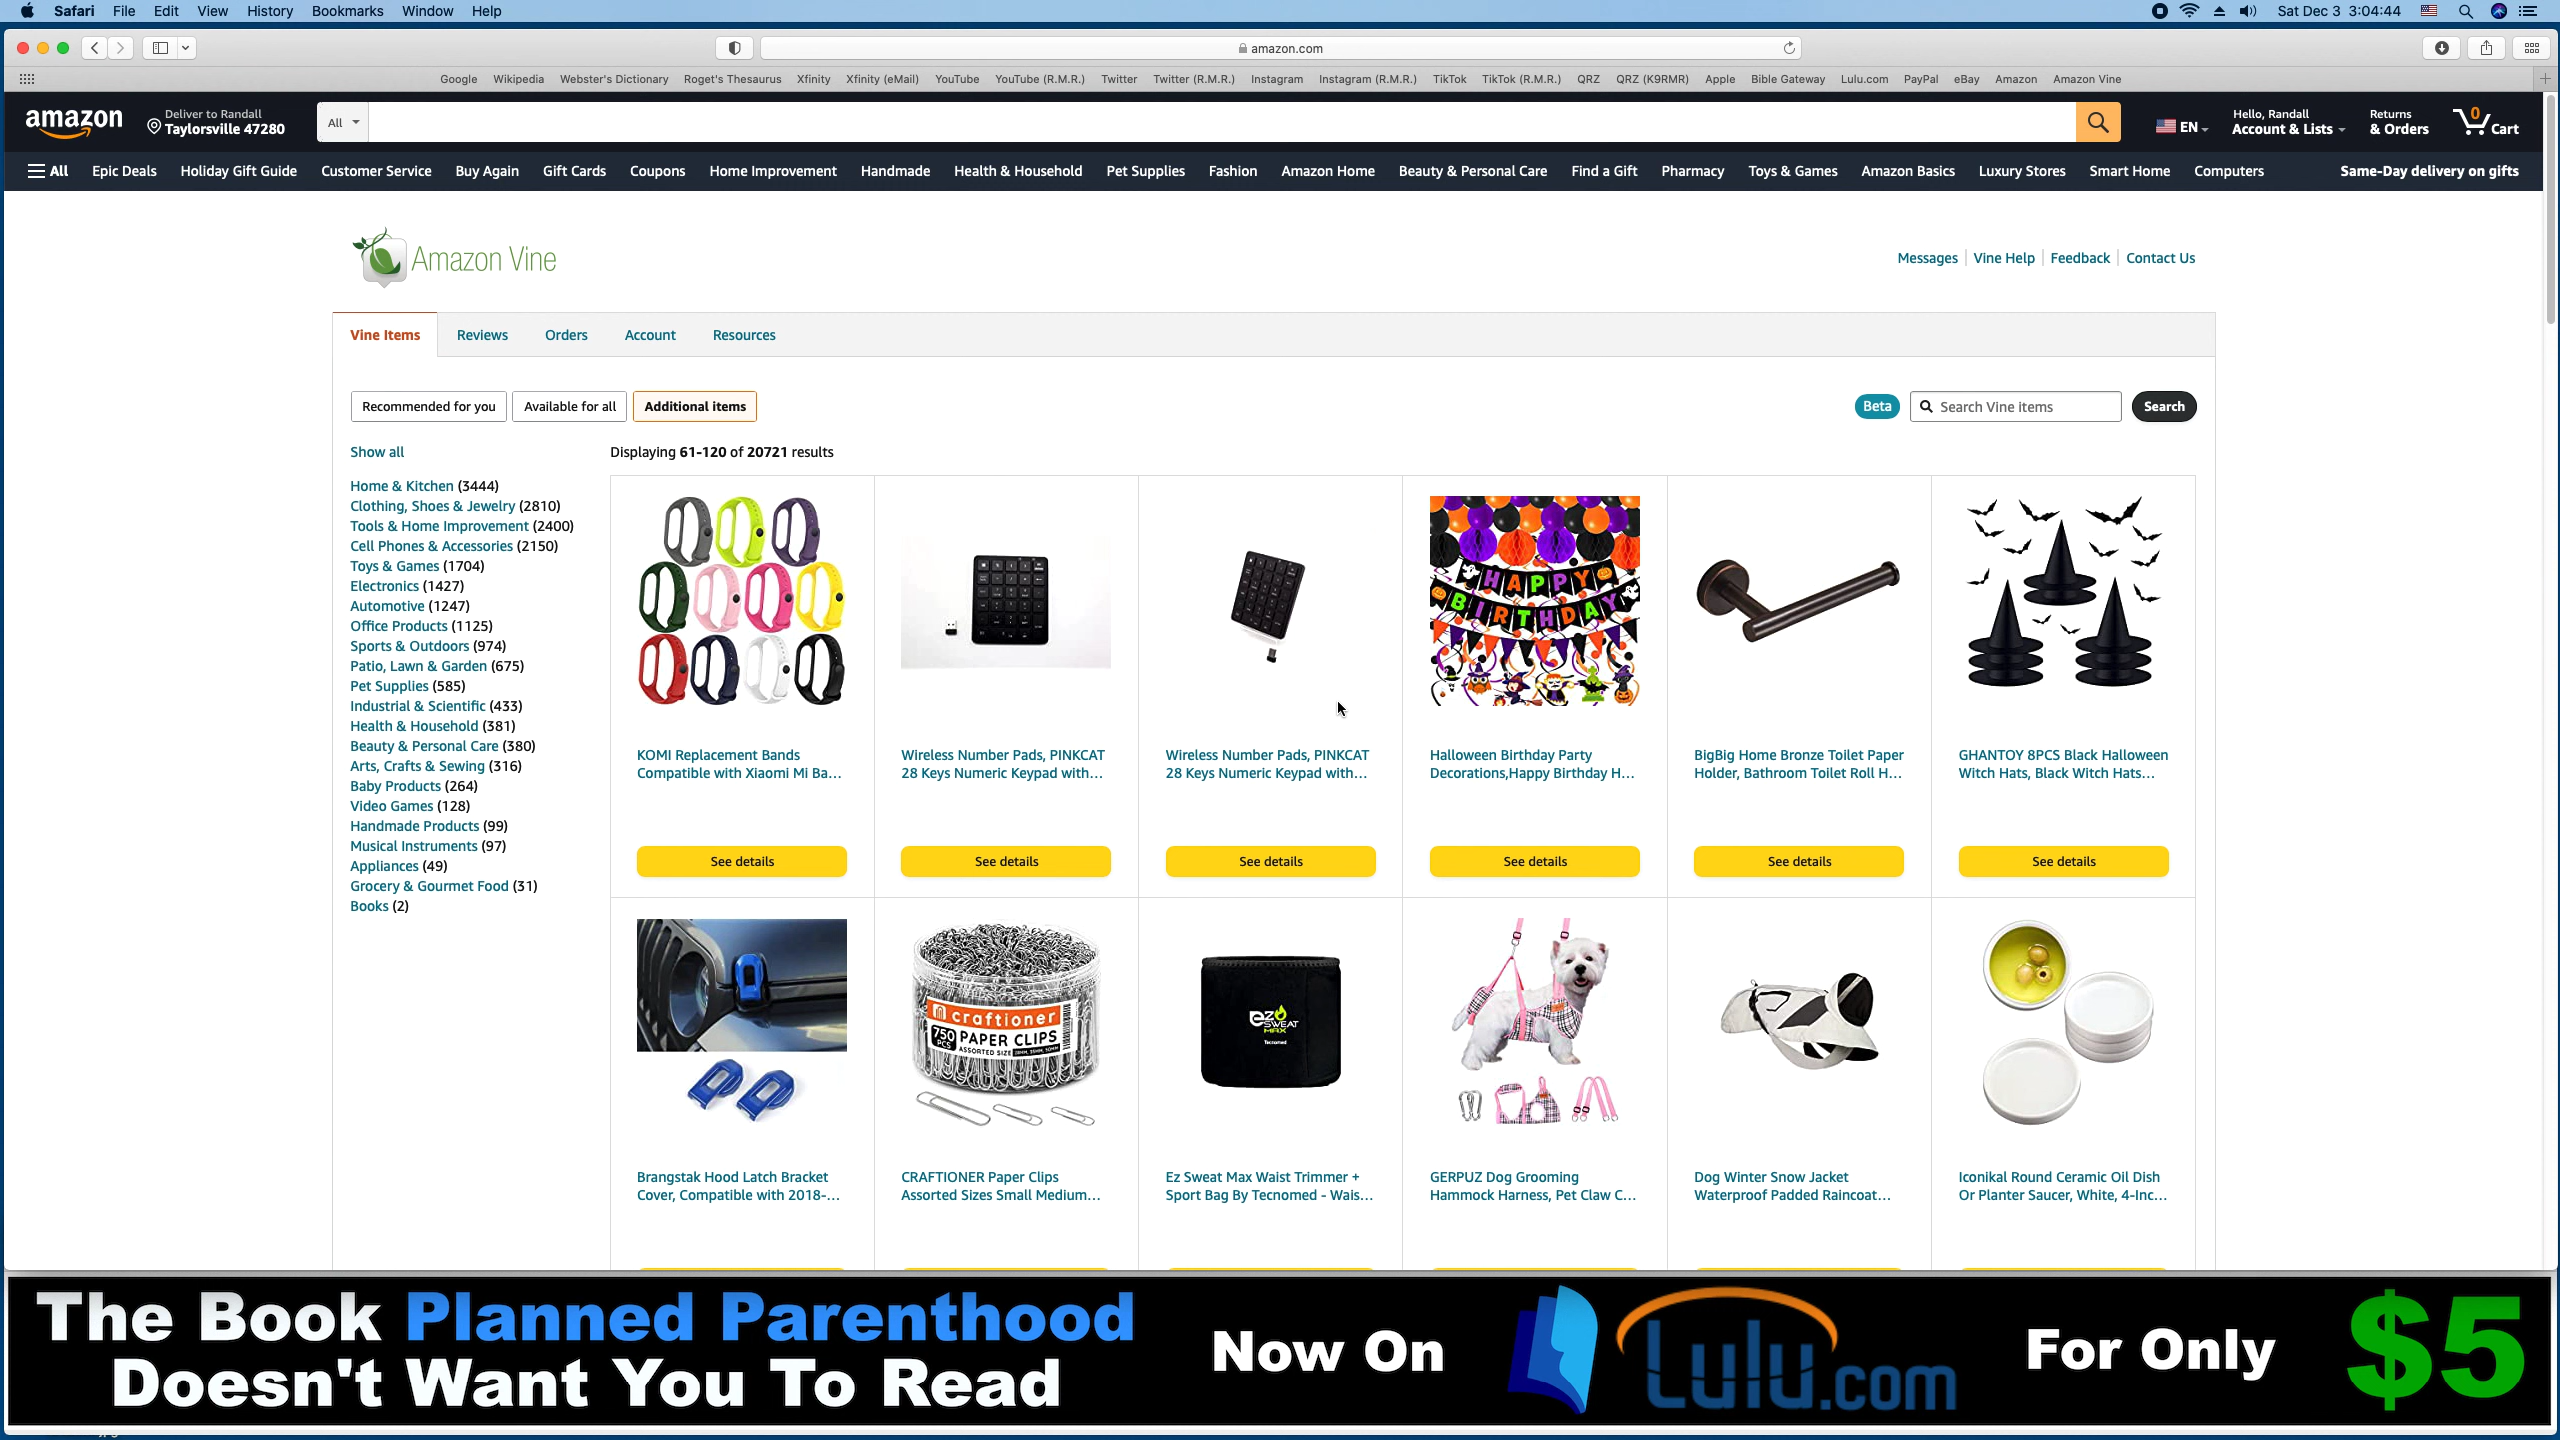 Safari File Edit View History Bookmarks Window Help
Sat Dec 3 3:04:44
amazon.com
Google Wikipedia Webster's Dictionary Roget's Thesaurus Xfinity Xfinity (eMail) YouTube YouTube (R.M.R.) Twitter Twitter (R.M.R.) Instagram Instagram (R.M.R.) TikTok TikTok (R.M.R.) QRZ QRZ (K9RMR) Apple Bible Gateway Lulu.com PayPal eBay Amazon Amazon Vine
amazon
Deliver to Randall
Taylorsville 47280
All
EN
Hello, Randall
Account & Lists
Returns
& Orders
0
Cart
All Epic Deals Holiday Gift Guide Customer Service Buy Again Gift Cards Coupons Home Improvement Handmade Health & Household Pet Supplies Fashion Amazon Home Beauty & Personal Care Find a Gift Pharmacy Toys & Games Amazon Basics Luxury Stores Smart Home Computers Same-Day delivery on gifts
Amazon Vine
Messages Vine Help Feedback Contact Us
Vine Items Reviews Orders Account Resources
Recommended for you Available for all Additional items
Beta Search Vine items Search
Show all
Displaying 61-120 of 20721 results
Home & Kitchen (3444)
Clothing, Shoes & Jewelry (2810)
Tools & Home Improvement (2400)
Cell Phones & Accessories (2150)
Toys & Games (1704)
Electronics (1427)
Automotive (1247)
Office Products (1125)
Sports & Outdoors (974)
Patio, Lawn & Garden (675)
Pet Supplies (585)
Industrial & Scientific (433)
Health & Household (381)
Beauty & Personal Care (380)
Arts, Crafts & Sewing (316)
Baby Products (264)
Video Games (128)
Handmade Products (99)
Musical Instruments (97)
Appliances (49)
Grocery & Gourmet Food (31)
Books (2)
HAPPY
BIRTHDAY
KOMI Replacement Bands
Compatible with Xiaomi Mi Ba...
See details
Wireless Number Pads, PINKCAT
28 Keys Numeric Keypad with...
See details
Wireless Number Pads, PINKCAT
28 Keys Numeric Keypad with...
See details
Halloween Birthday Party
Decorations,Happy Birthday H...
See details
BigBig Home Bronze Toilet Paper
Holder, Bathroom Toilet Roll H...
See details
GHANTOY 8PCS Black Halloween
Witch Hats, Black Witch Hats...
See details
craftioner
750 PCS
PAPER CLIPS
ASSORTED SIZE
ezo
SWEAT
MAX
Tecnomed
Brangstak Hood Latch Bracket
Cover, Compatible with 2018-...
CRAFTIONER Paper Clips
Assorted Sizes Small Medium...
Ez Sweat Max Waist Trimmer +
Sport Bag By Tecnomed - Wais...
GERPUZ Dog Grooming
Hammock Harness, Pet Claw C...
Dog Winter Snow Jacket
Waterproof Padded Raincoat...
Iconikal Round Ceramic Oil Dish
Or Planter Saucer, White, 4-Inc...
The Book Planned Parenthood
Doesn't Want You To Read
Now On
Lulu.com
For Only
$5